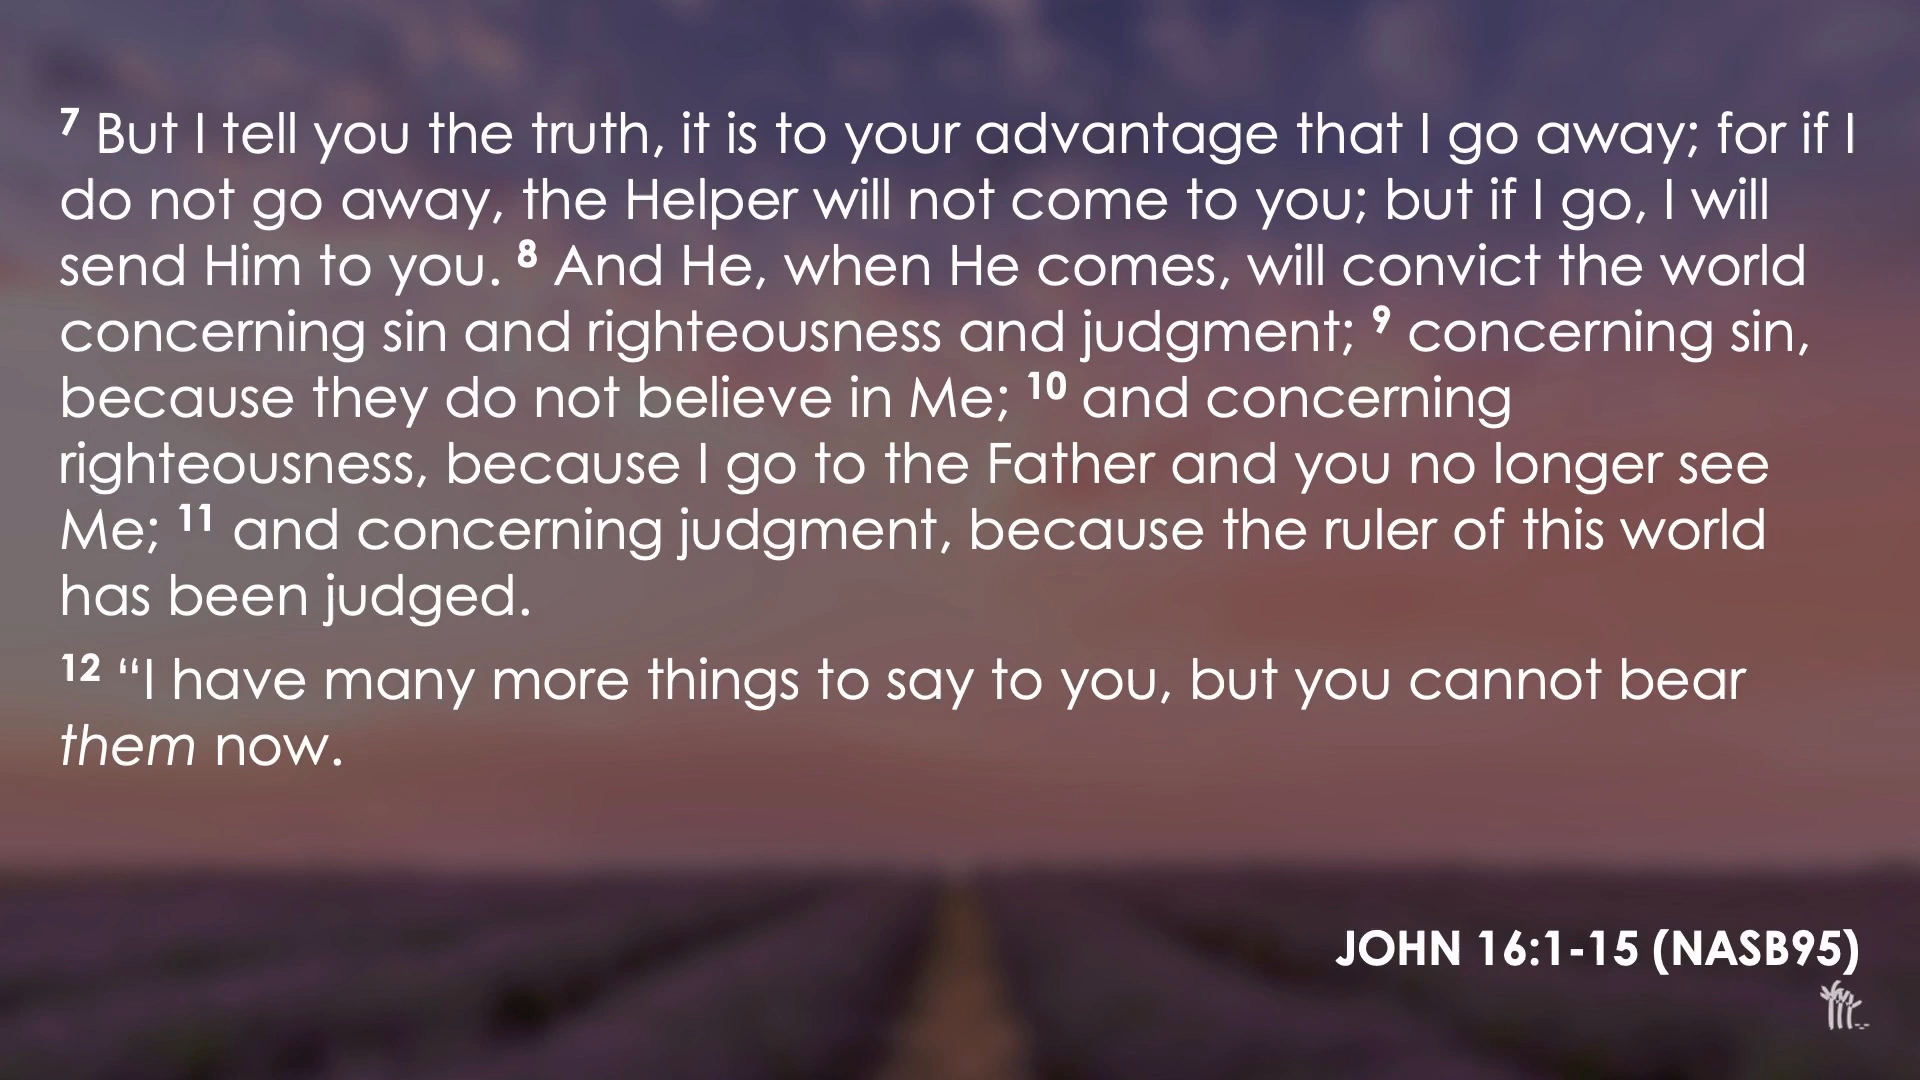 7 But I tell you the truth, it is to your advantage that I go away; for if I
do not go away, the Helper will not come to you; but if I go, I will
send Him to you. 8 And He, when He comes, will convict the world
concerning sin and righteousness and judgment; 9 concerning sin,
because they do not believe in Me; 10 and concerning
righteousness, because I go to the Father and you no longer see
Me; 11 and concerning judgment, because the ruler of this world
has been judged.
12 “I have many more things to say to you, but you cannot bear
them now.
JOHN 16:1-15 (NASB95)